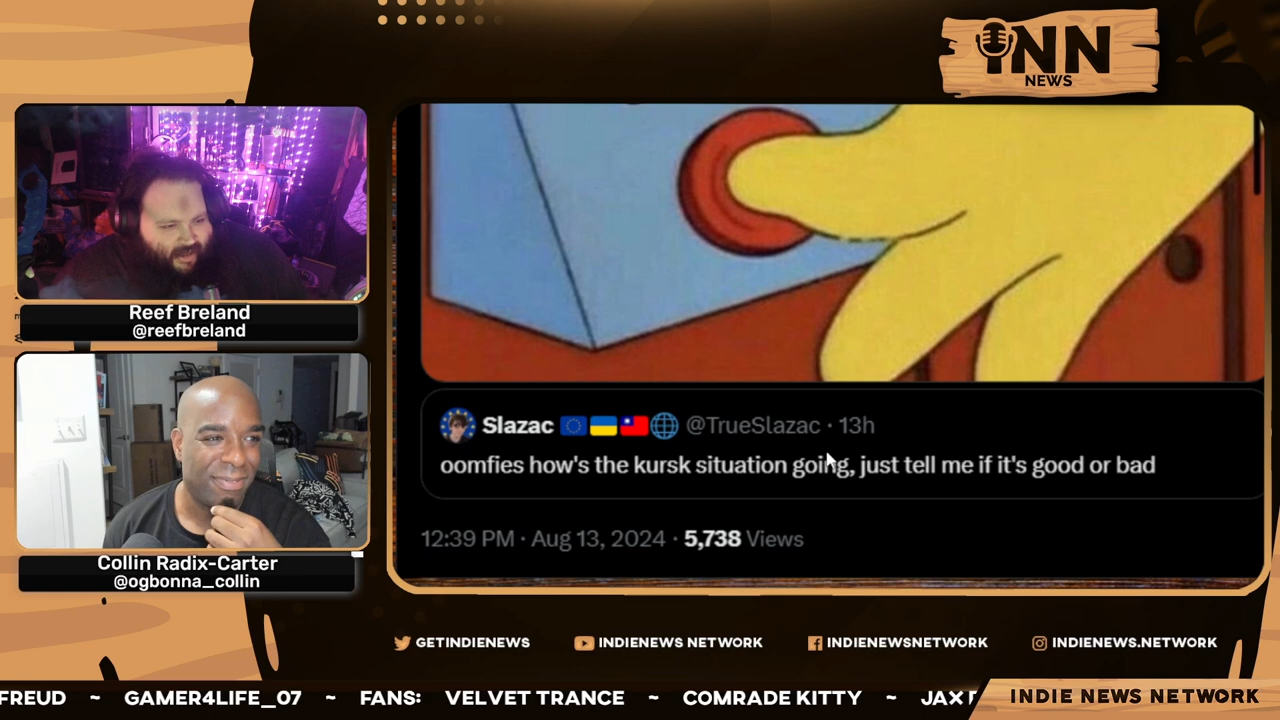 INN
NEWS
Reef Breland
@reefbreland
Collin Radix-Carter
@ogbonna_collin
Slazac @TrueSlazac · 13h
oomfies how's the kursk situation going, just tell me if it's good or bad
12:39 PM · Aug 13, 2024 · 5,738 Views
GETINDIENEWS
INDIENEWS NETWORK
INDIENEWSNETWORK
INDIENEWS.NETWORK
FREUD ~ GAMER4LIFE_07 ~ FANS: VELVET TRANCE ~ COMRADE KITTY ~
INDIE NEWS NETWORK